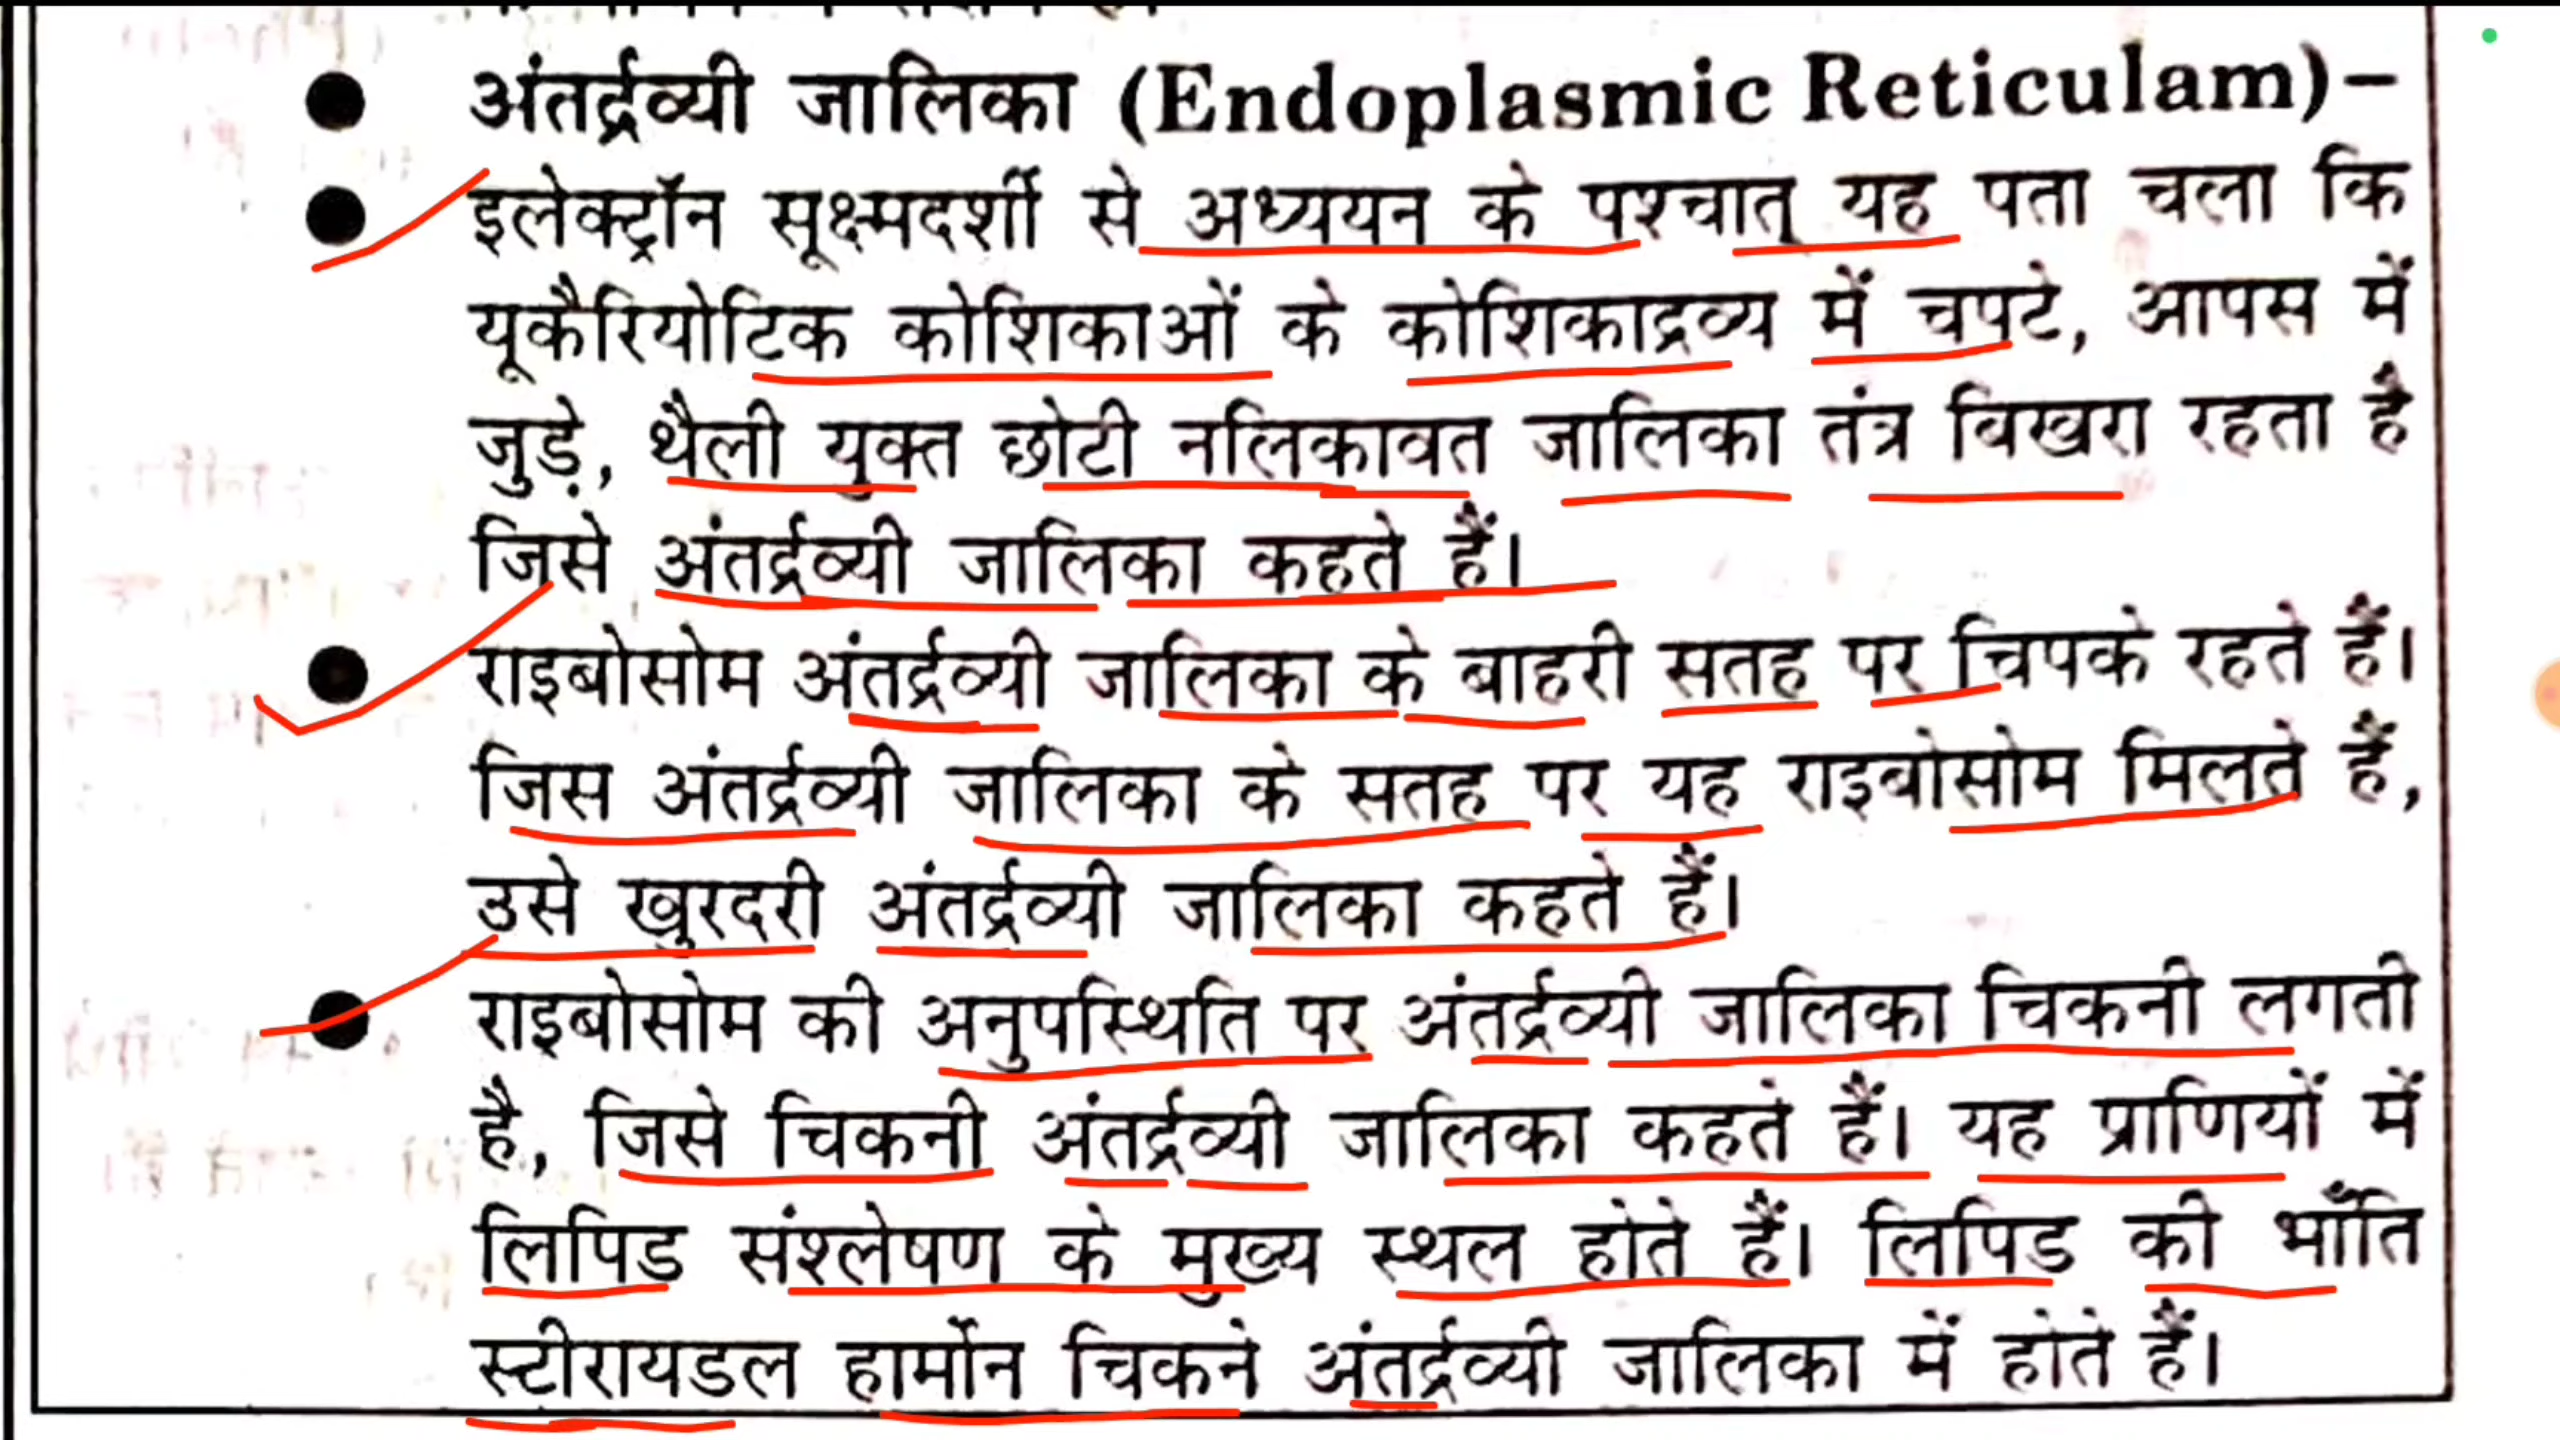 ● अंतर्द्रव्यी जालिका (Endoplasmic Reticulam)–
● इलेक्ट्रॉन सूक्ष्मदर्शी से अध्ययन के पश्चात् यह पता चला कि
यूकैरियोटिक कोशिकाओं के कोशिकाद्रव्य में चपटे, आपस में
जुड़े, थैली युक्त छोटी नलिकावत जालिका तंत्र बिखरा रहता है
जिसे अंतर्द्रव्यी जालिका कहते हैं।
● राइबोसोम अंतर्द्रव्यी जालिका के बाहरी सतह पर चिपके रहते हैं।
जिस अंतर्द्रव्यी जालिका के सतह पर यह राइबोसोम मिलते हैं,
उसे खुरदरी अंतर्द्रव्यी जालिका कहते हैं।
● राइबोसोम की अनुपस्थिति पर अंतर्द्रव्यी जालिका चिकनी लगती
है, जिसे चिकनी अंतर्द्रव्यी जालिका कहते हैं। यह प्राणियों में
लिपिड संश्लेषण के मुख्य स्थल होते हैं। लिपिड की भाँति
स्टीरायडल हार्मोन चिकने अंतर्द्रव्यी जालिका में होते हैं।